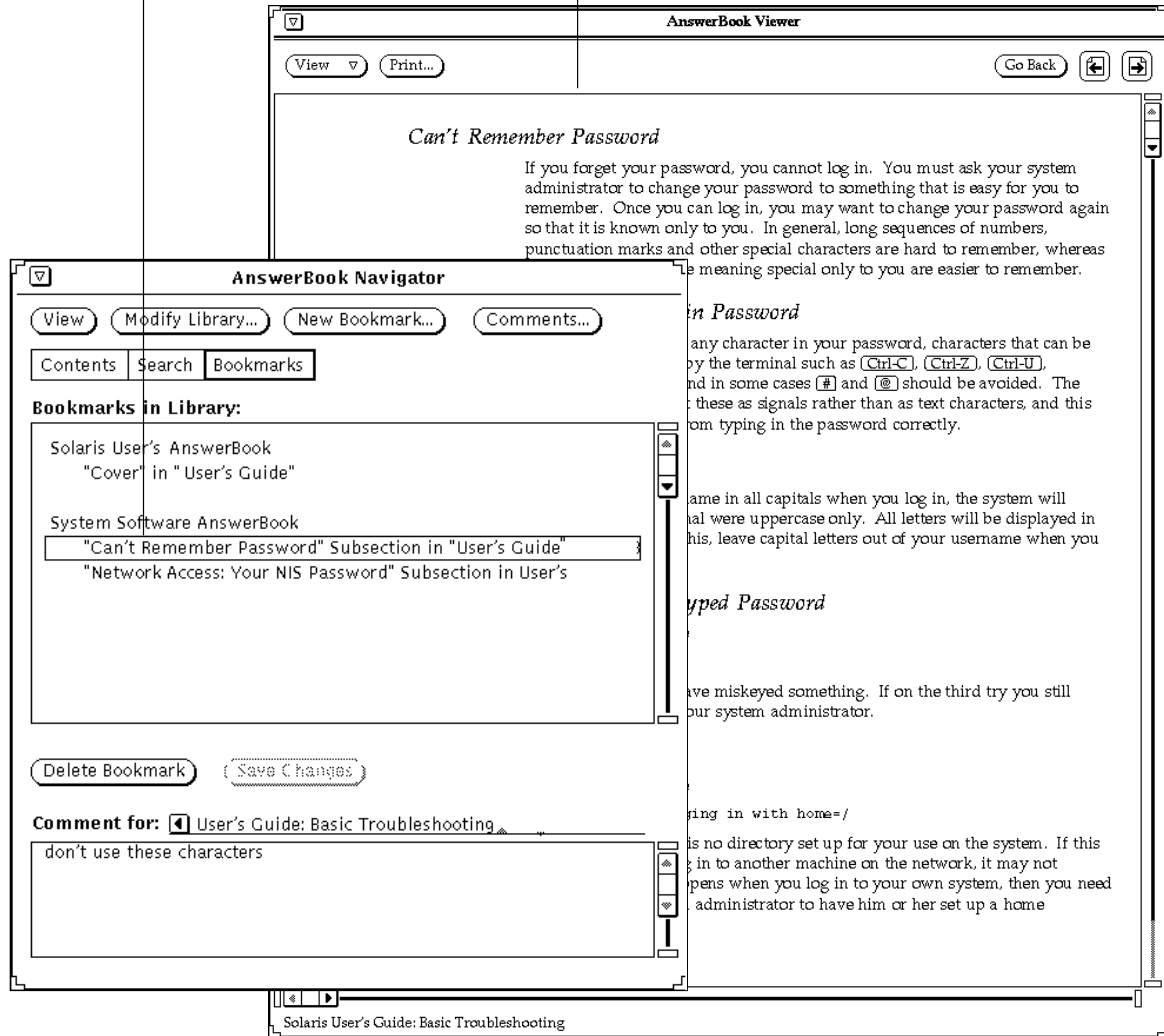 AnswerBook Viewer
View
Print...
Go Back
Can't Remember Password
If you forget your password, you cannot log in. You must ask your system
administrator to change your password to something that is easy for you to
remember. Once you can log in, you may want to change your password again
so that it is known only to you. In general, long sequences of numbers,
punctuation marks and other special characters are hard to remember, whereas
meaning special only to you are easier to remember.
in Password
any character in your password, characters that can be
by the terminal such as Ctrl-C, Ctrl-Z, Ctrl-U,
nd in some cases # and @ should be avoided. The
these as signals rather than as text characters, and this
om typing in the password correctly.
ame in all capitals when you log in, the system will
nal were uppercase only. All letters will be displayed in
his, leave capital letters out of your username when you
yped Password
ave miskeyed something. If on the third try you still
our system administrator.
ging in with home=/
is no directory set up for your use on the system. If this
in to another machine on the network, it may not
pens when you log in to your own system, then you need
administrator to have him or her set up a home
Solaris User's Guide: Basic Troubleshooting
AnswerBook Navigator
View
Modify Library...
New Bookmark...
Comments...
Contents
Search
Bookmarks
Bookmarks in Library:
Solaris User's AnswerBook
"Cover" in " User's Guide"
System Software AnswerBook
"Can't Remember Password" Subsection in "User's Guide"
"Network Access: Your NIS Password" Subsection in User's
Delete Bookmark
Save Changes
Comment for: User's Guide: Basic Troubleshooting
don't use these characters